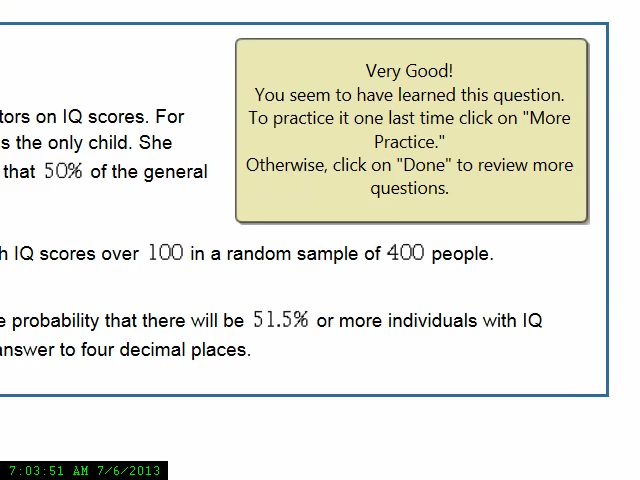 Very Good!
You seem to have learned this question.
To practice it one last time click on "More
Practice."
Otherwise, click on "Done" to review more
questions.
tors on IQ scores. For
s the only child. She
that 50% of the general
h IQ scores over 100 in a random sample of 400 people.
e probability that there will be 51.5% or more individuals with IQ
answer to four decimal places.
7:03:51 AM 7/6/2013